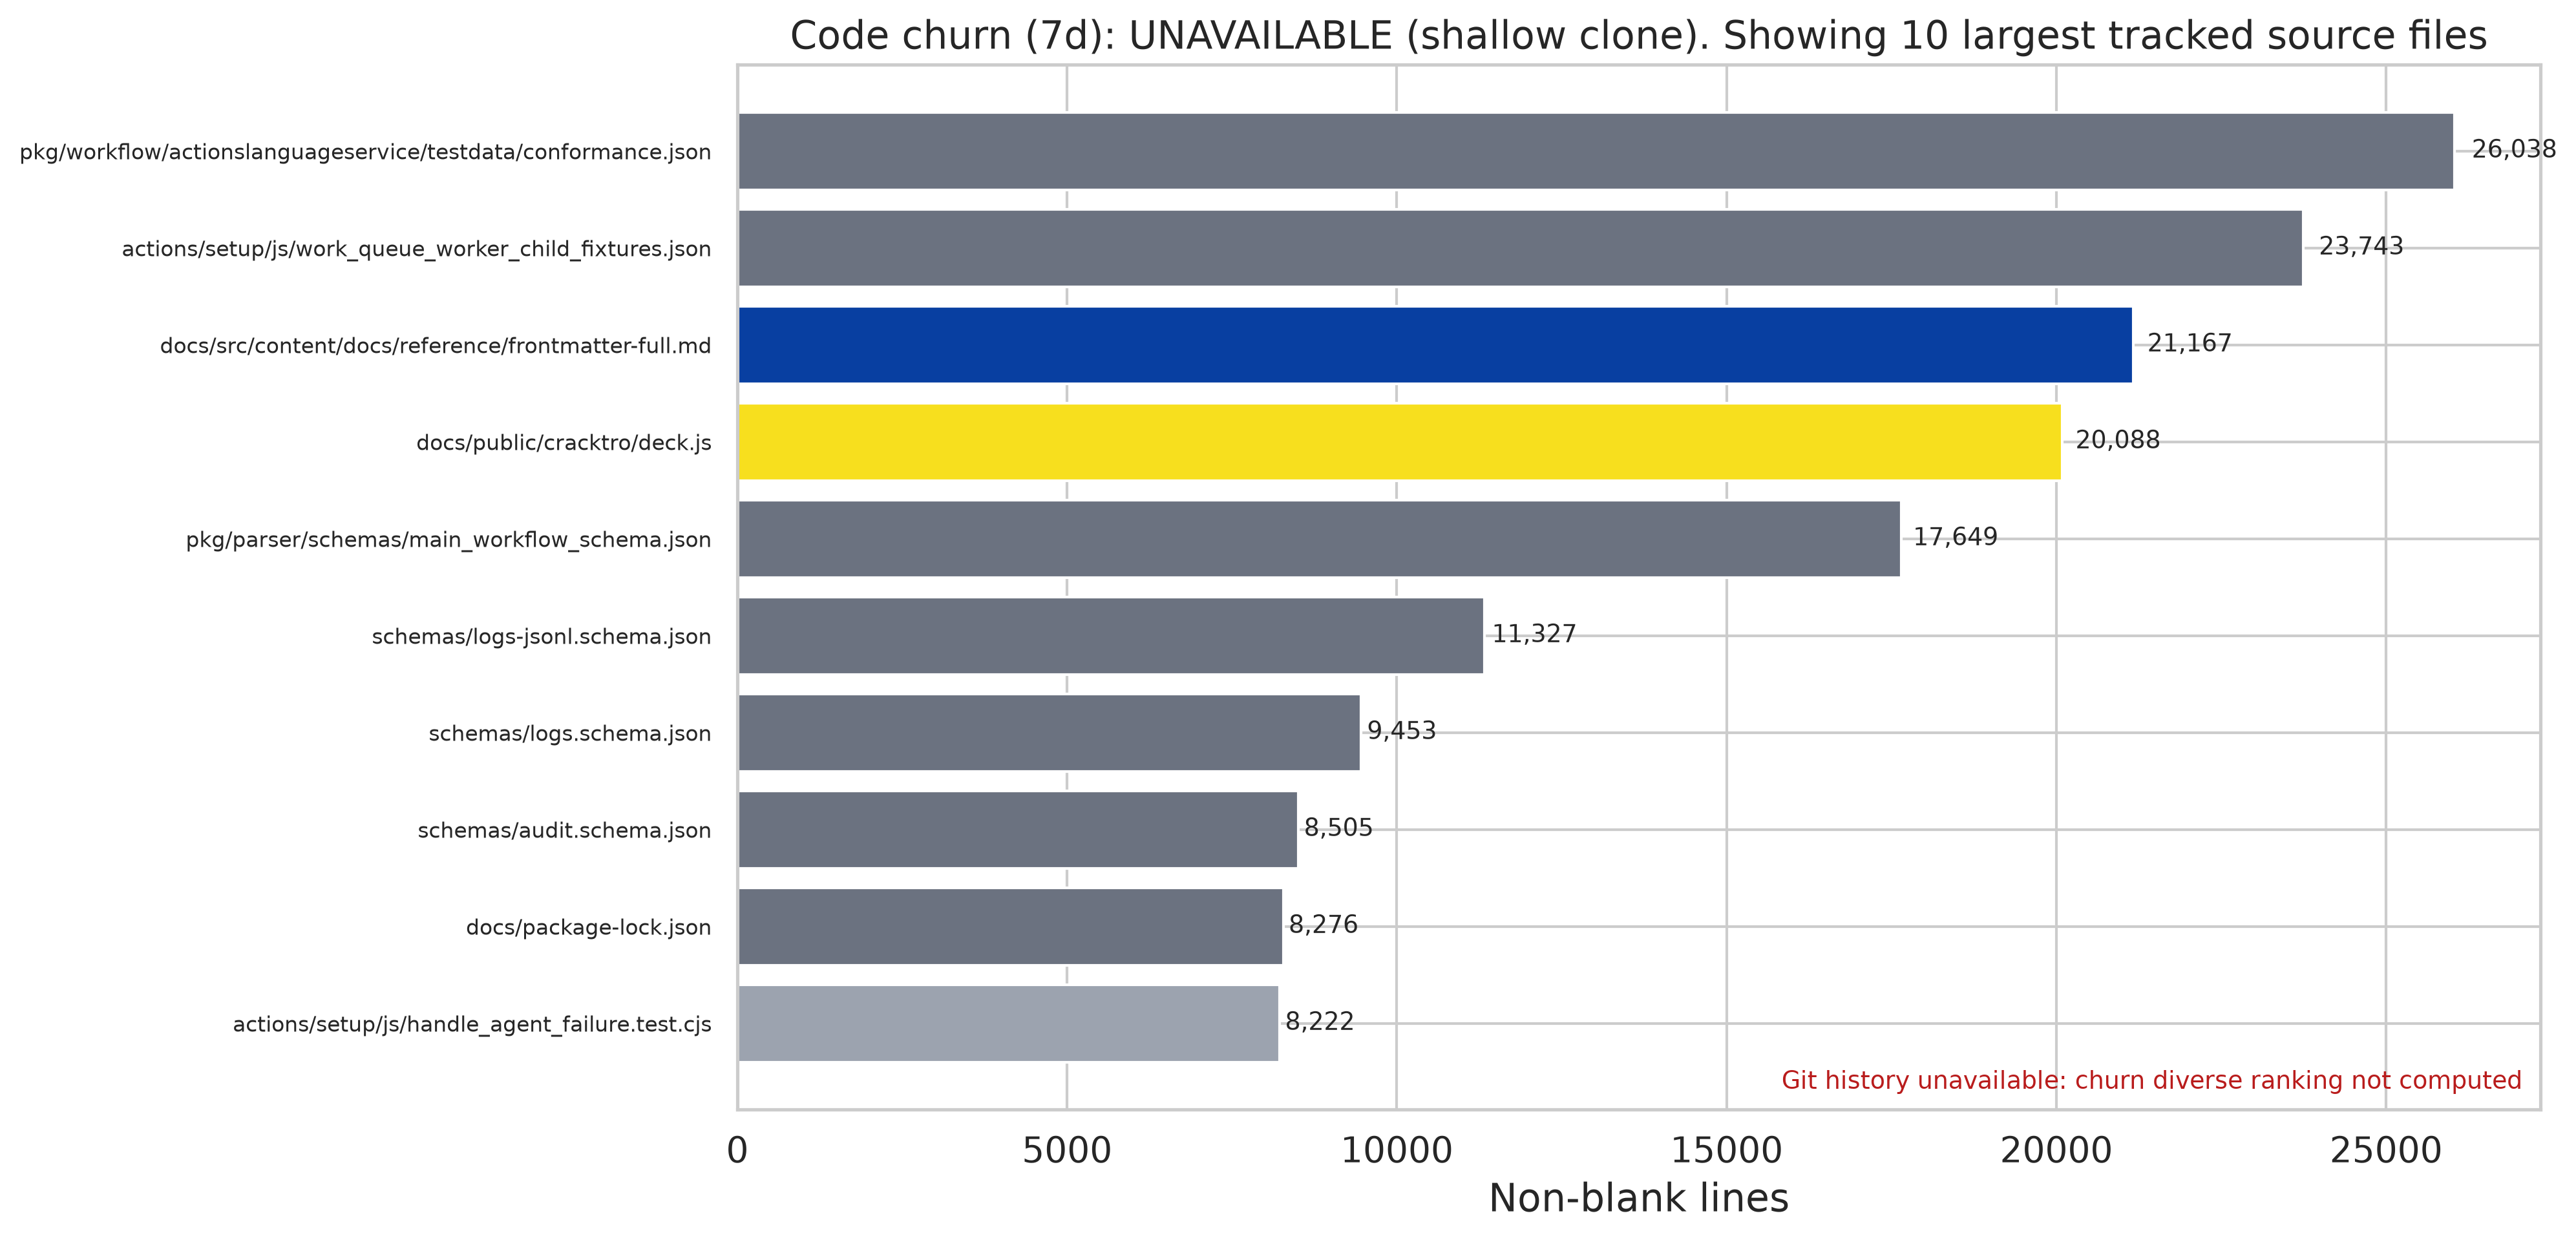 Code churn (7d): UNAVAILABLE (shallow clone). Showing 10 largest tracked source files
pkg/workflow/actionslanguageservice/testdata/conformance.json 26,038
actions/setup/js/work_queue_worker_child_fixtures.json 23,743
docs/src/content/docs/reference/frontmatter-full.md 21,167
docs/public/cracktro/deck.js 20,088
pkg/parser/schemas/main_workflow_schema.json 17,649
schemas/logs-jsonl.schema.json 11,327
schemas/logs.schema.json 9,453
schemas/audit.schema.json 8,505
docs/package-lock.json 8,276
actions/setup/js/handle_agent_failure.test.cjs 8,222
Git history unavailable: churn diverse ranking not computed
0 5000 10000 15000 20000 25000
Non-blank lines